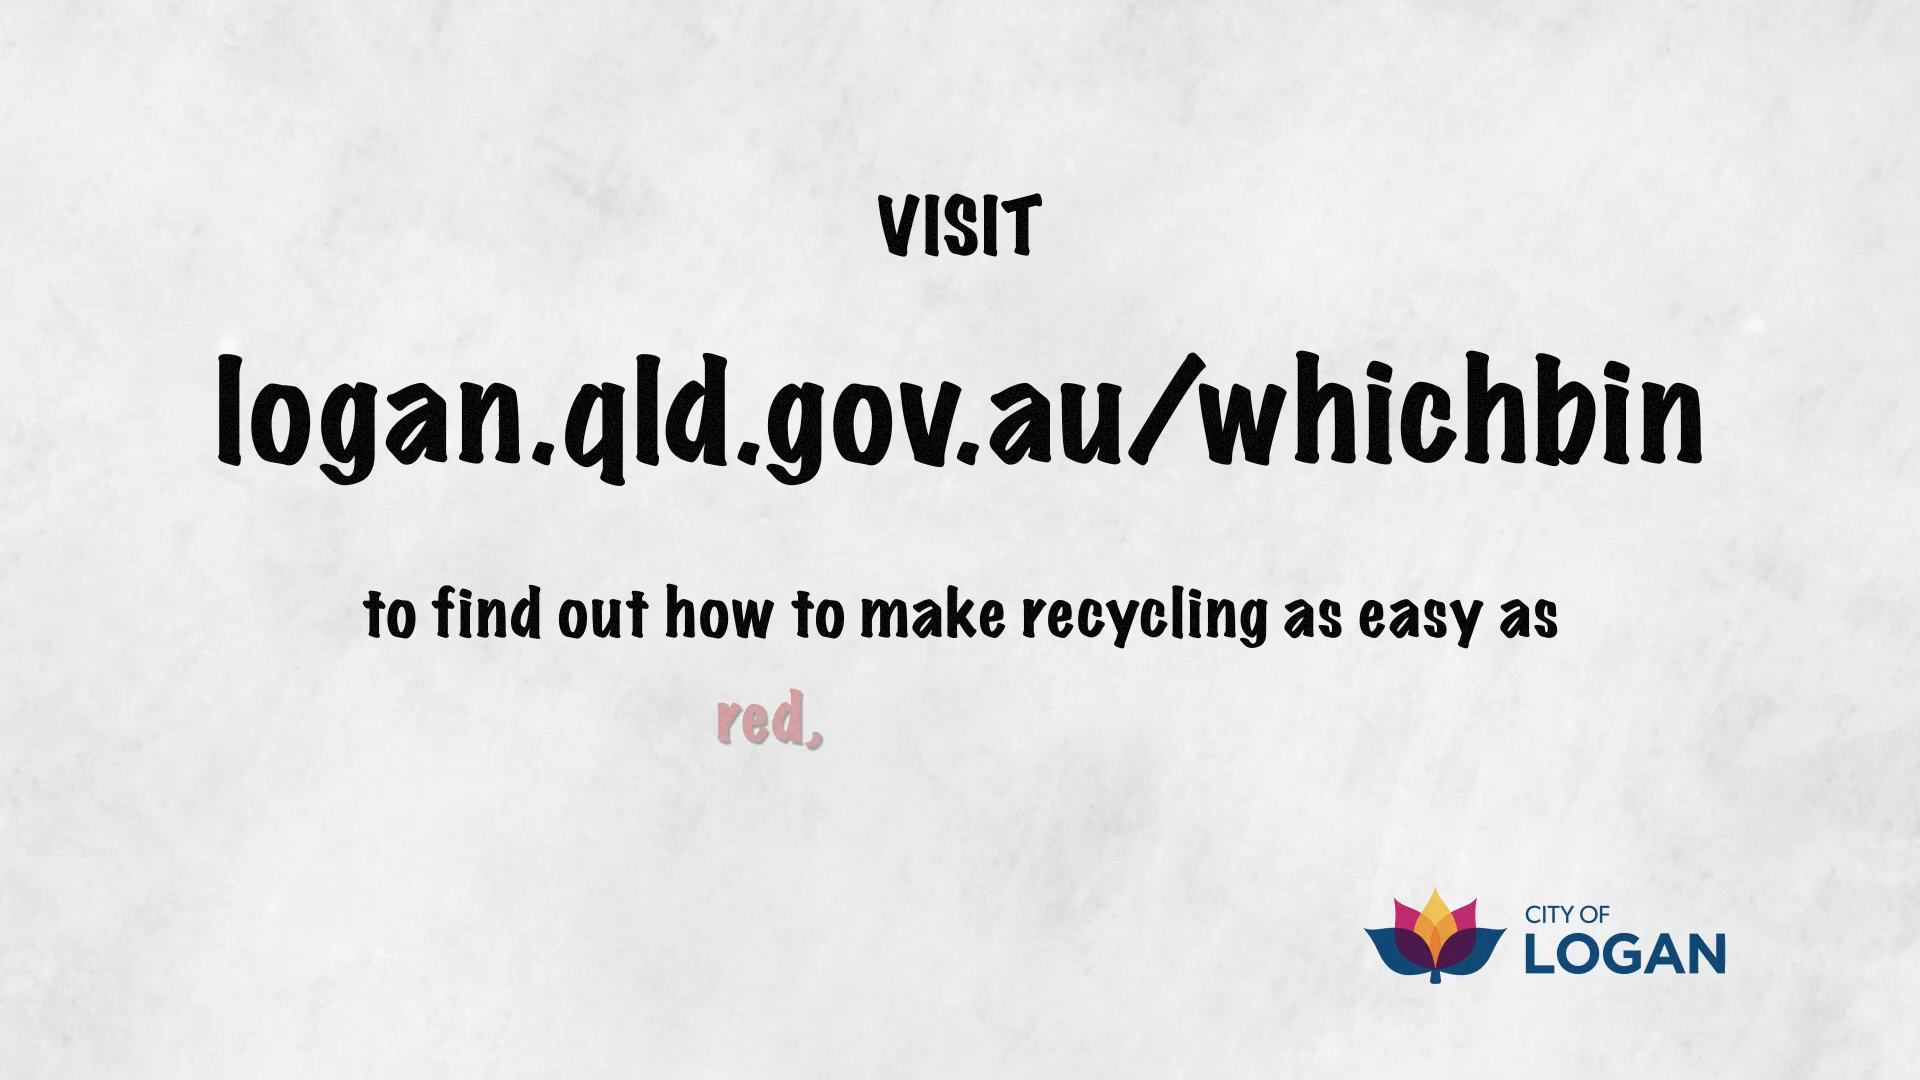 VISIT
logan.qld.gov.au/whichbin
to find out how to make recycling as easy as
red,
CITY OF
LOGAN